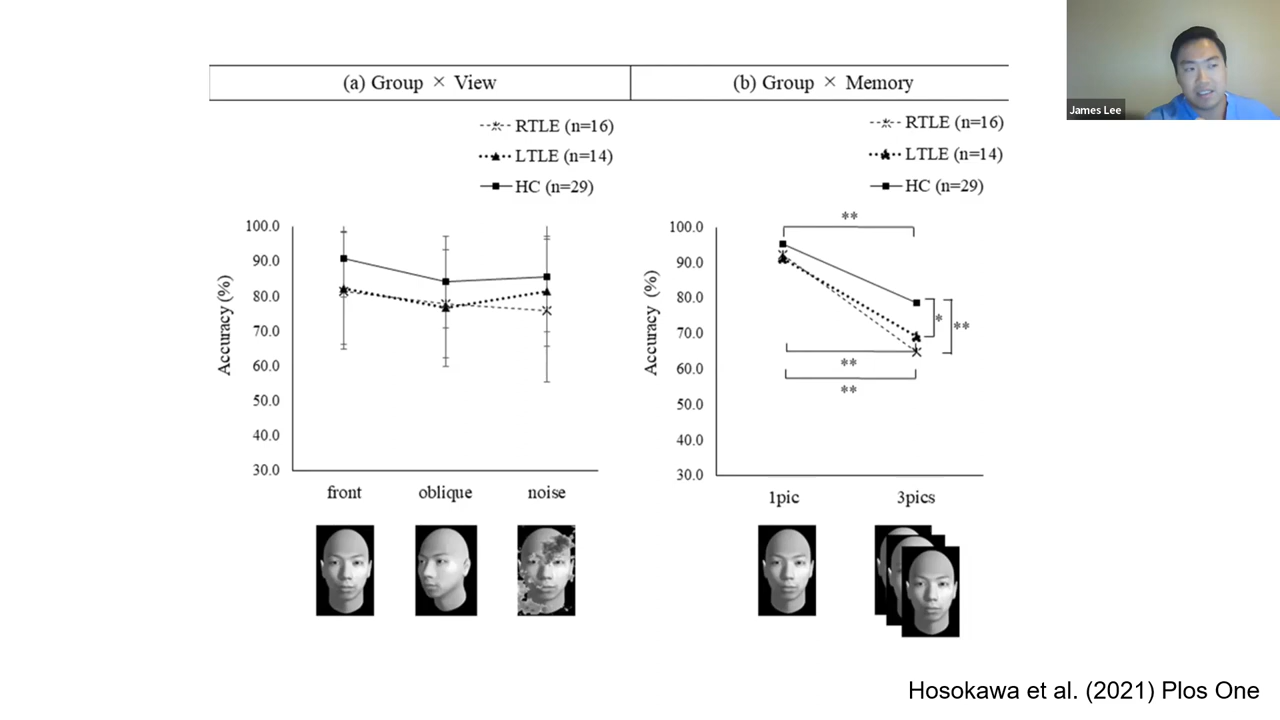 James Lee
(a) Group × View
(b) Group × Memory
RTLE (n=16)
LTLE (n=14)
HC (n=29)
RTLE (n=16)
LTLE (n=14)
HC (n=29)
Accuracy (%)
100.0
90.0
80.0
70.0
60.0
50.0
40.0
30.0
front
oblique
noise
Accuracy (%)
100.0
90.0
80.0
70.0
60.0
50.0
40.0
30.0
**
*
**
**
**
1pic
3pics
Hosokawa et al. (2021) Plos One